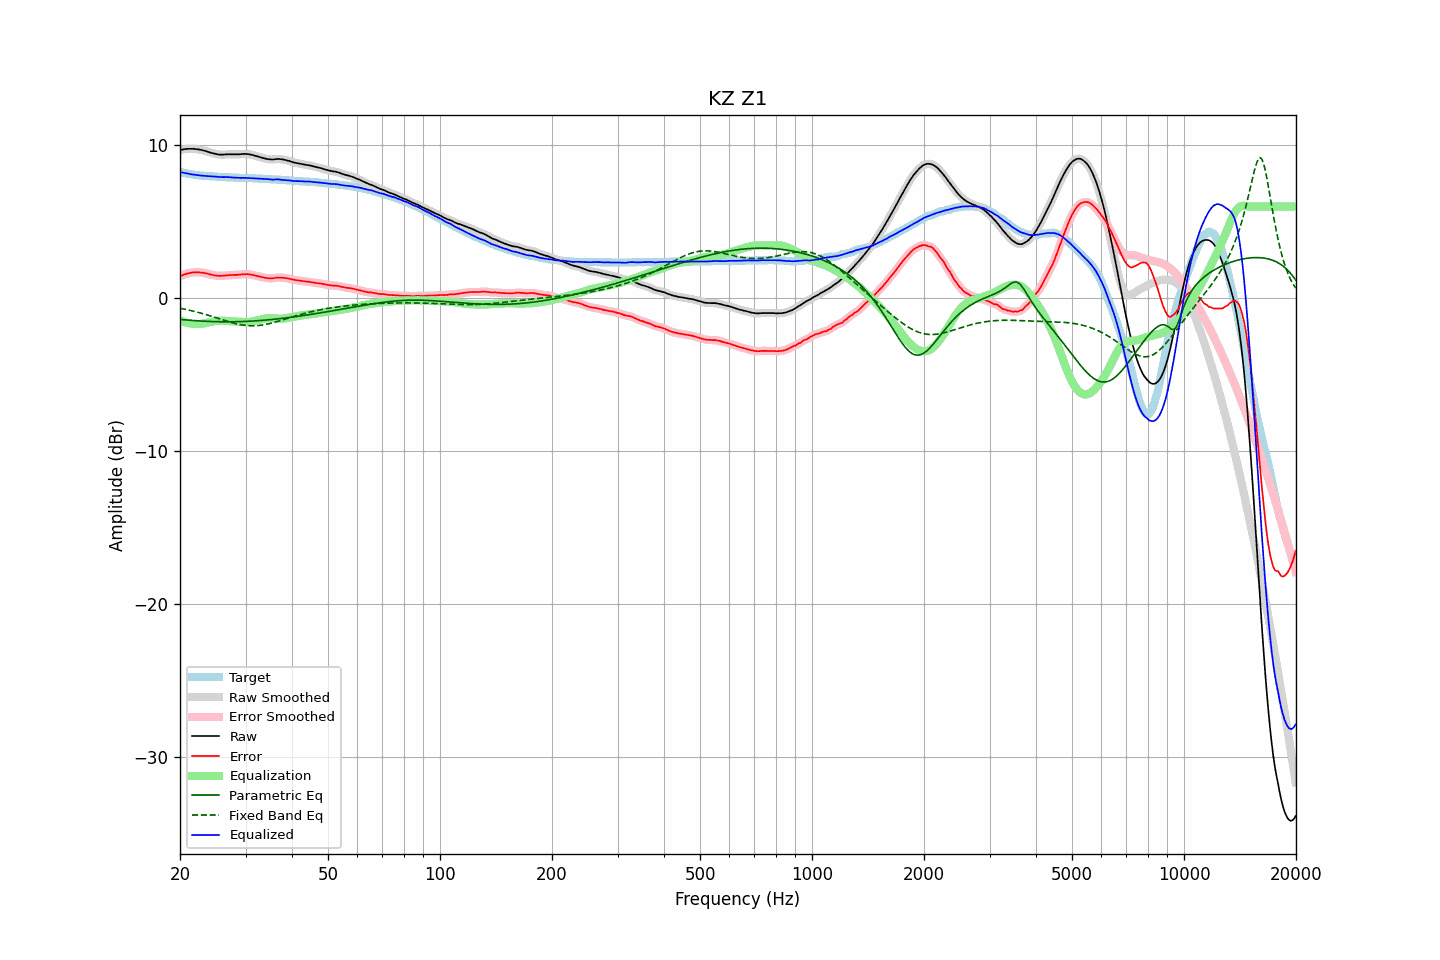 KZ Z1
10
0
−10
−20
−30
Amplitude (dBr)
Target
Raw Smoothed
Error Smoothed
Raw
Error
Equalization
Parametric Eq
Fixed Band Eq
Equalized
20 50 100 200 500 1000 2000 5000 10000 20000
Frequency (Hz)